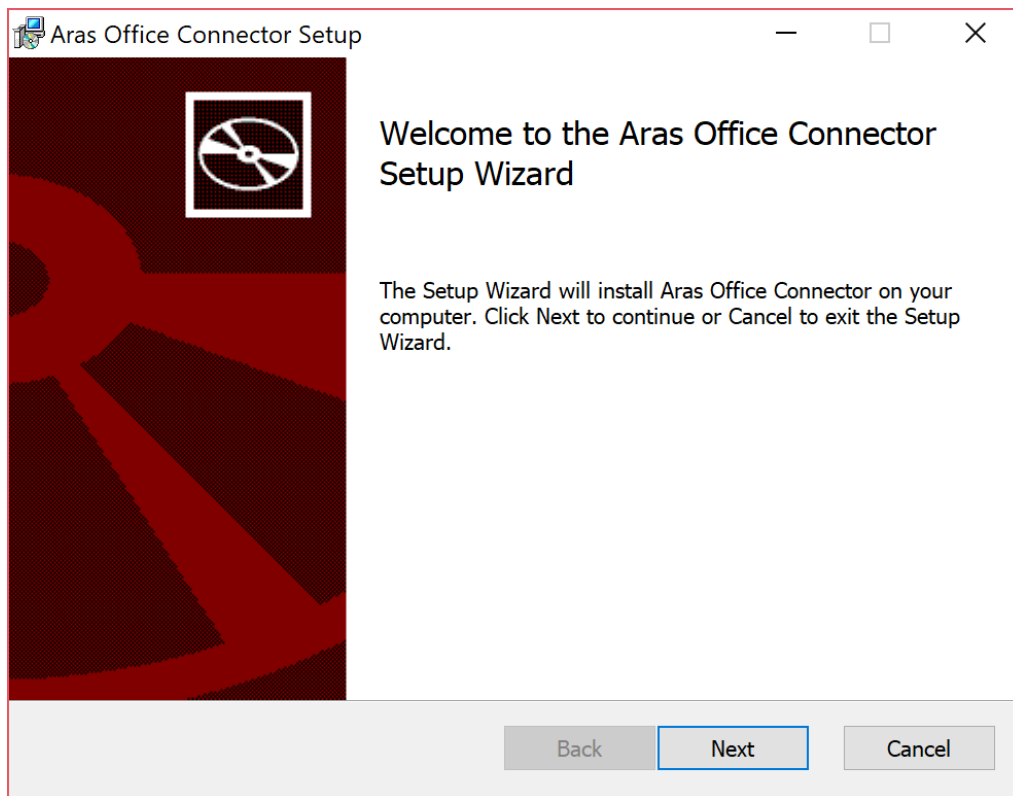 Aras Office Connector Setup
Welcome to the Aras Office Connector
Setup Wizard
The Setup Wizard will install Aras Office Connector on your
computer. Click Next to continue or Cancel to exit the Setup
Wizard.
Back
Next
Cancel